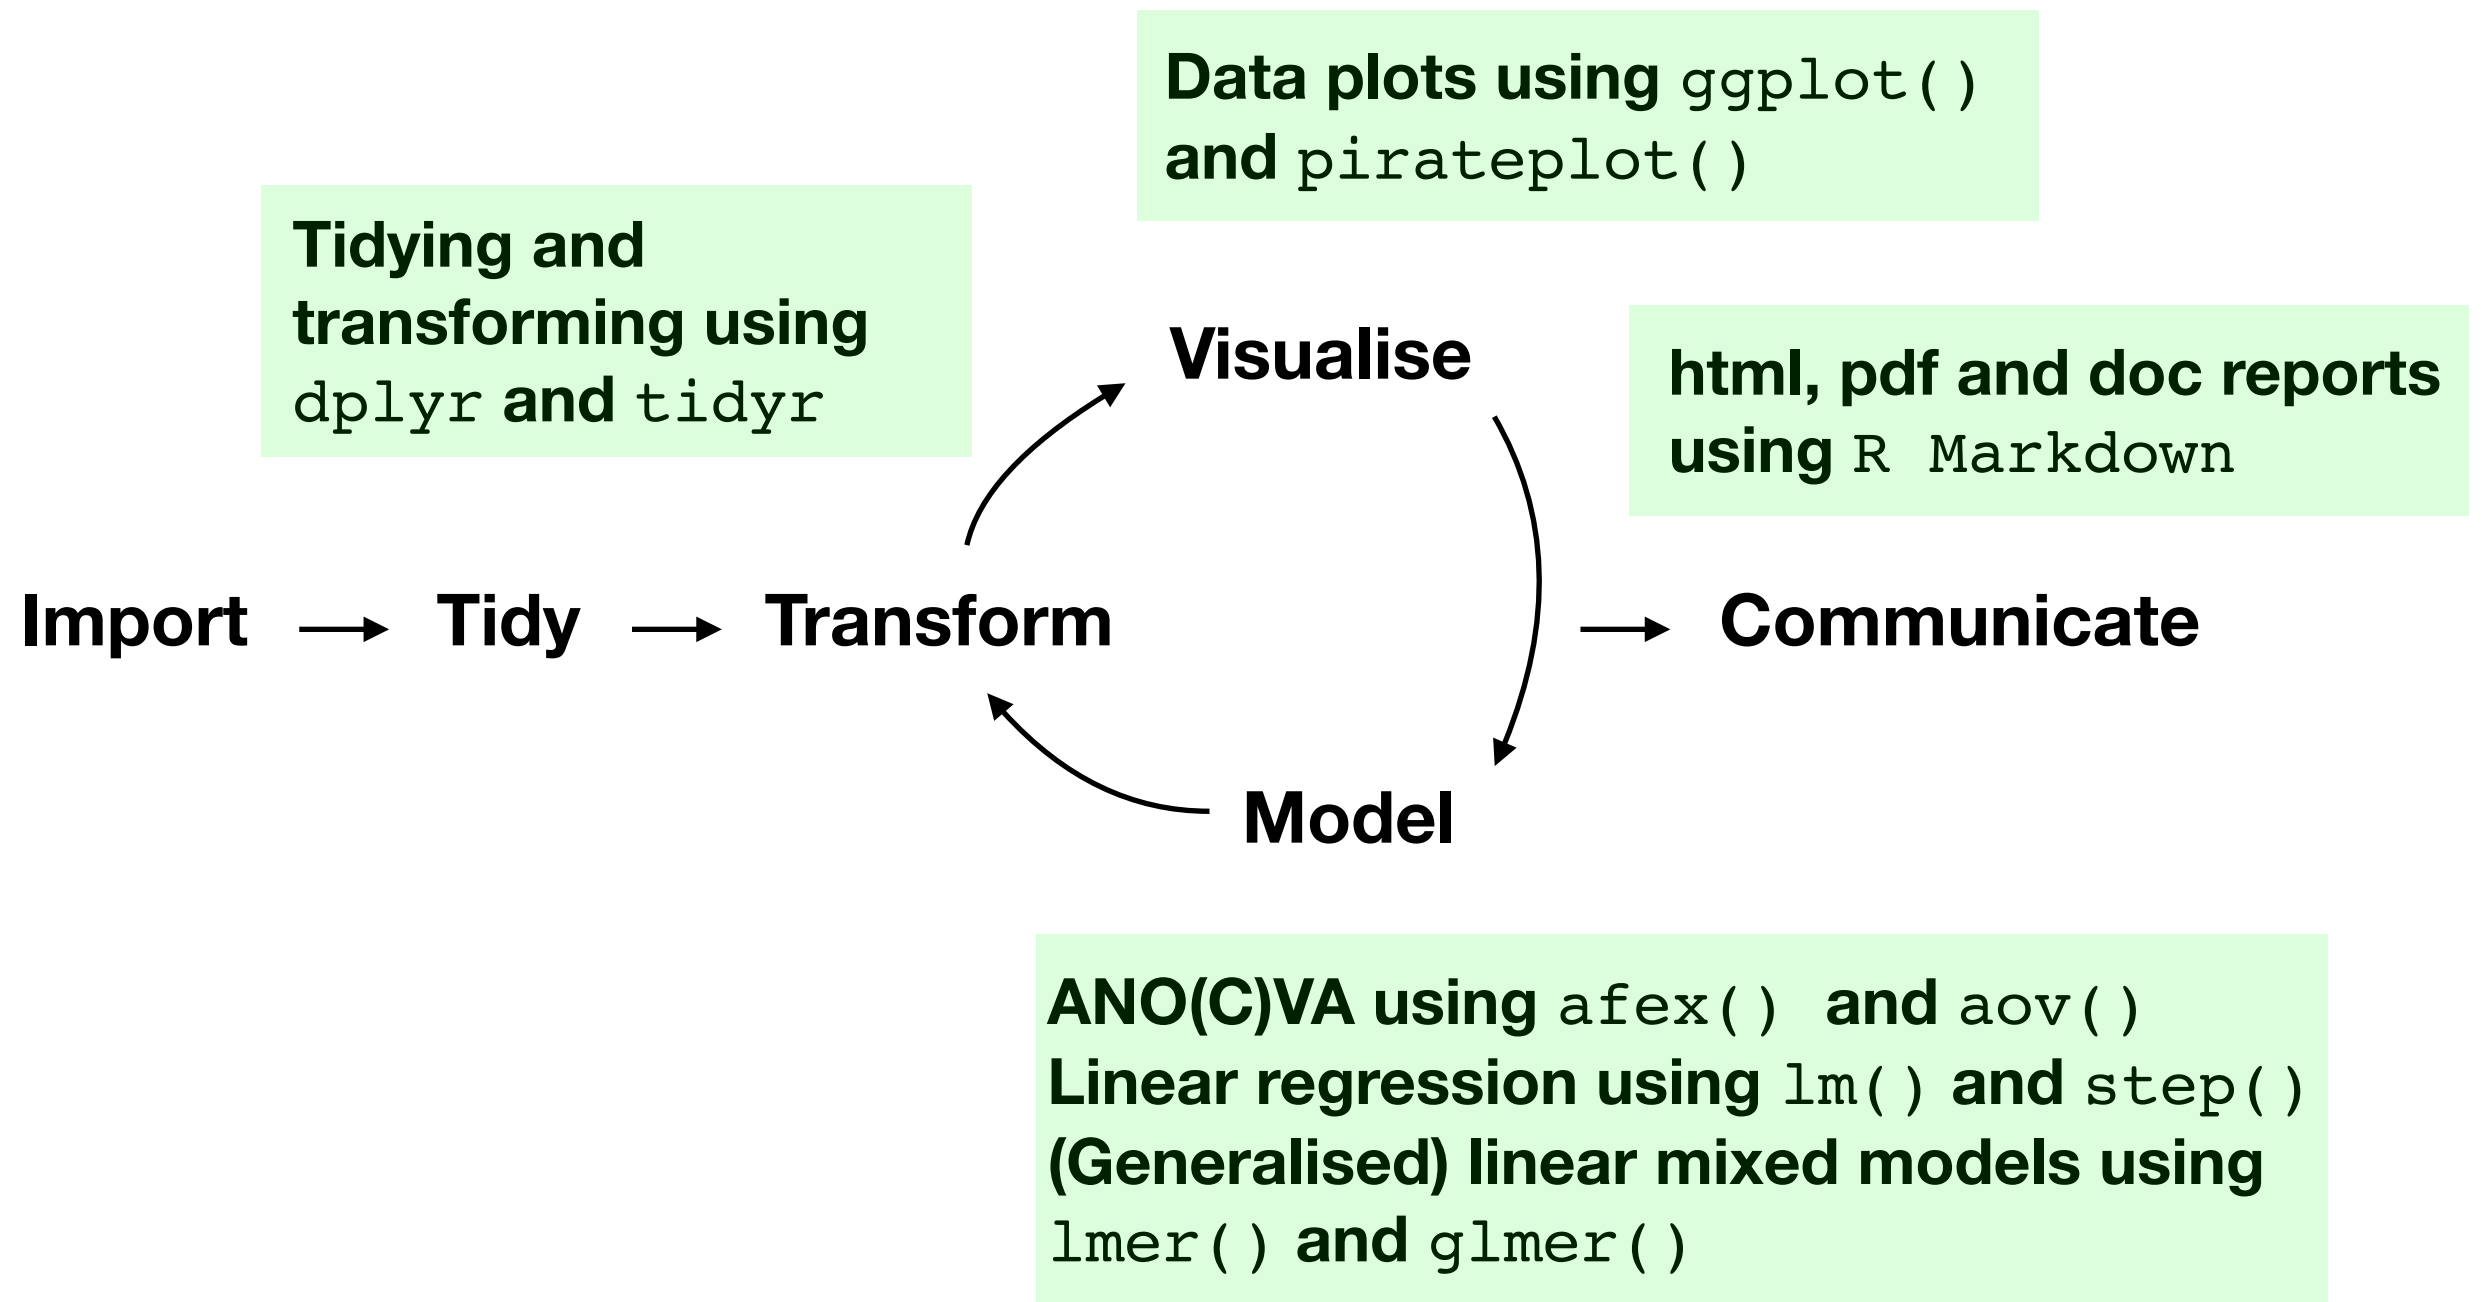 Data plots using ggplot()
and pirateplot()
Tidying and
transforming using
dplyr and tidyr
Visualise
html, pdf and doc reports
using R Markdown
Import
Tidy
Transform
Communicate
Model
ANO(C)VA using afex() and aov()
Linear regression using lm() and step()
(Generalised) linear mixed models using
lmer() and glmer()